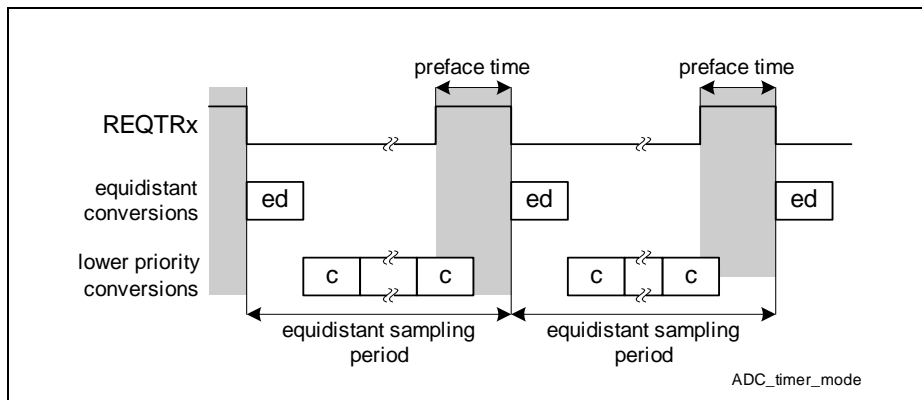 preface time preface time
REQTRx
equidistant
conversions
ed ed ed
lower priority
conversions
c c c c
equidistant sampling
period
equidistant sampling
period
ADC_timer_mode